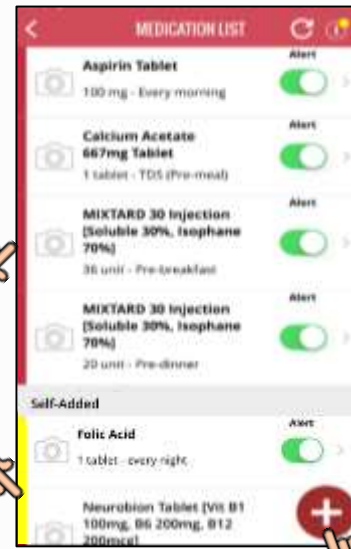 MEDICATION LIST
Alert
Aspirin Tablet
100 mg - Every morning
Alert
Calcium Acetate
667mg Tablet
1 tablet - TDS (Pre-meal)
Alert
MIXTARD 30 Injection
[Soluble 30%, Isophane
70%]
36 unit - Pre-breakfast
Alert
MIXTARD 30 Injection
[Soluble 30%, Isophane
70%]
20 unit - Pre-dinner
Self-Added
Alert
Folic Acid
1 tablet - every night
Neurobion Tablet [Vit B1
100mg, B6 200mg, B12
200mcg]